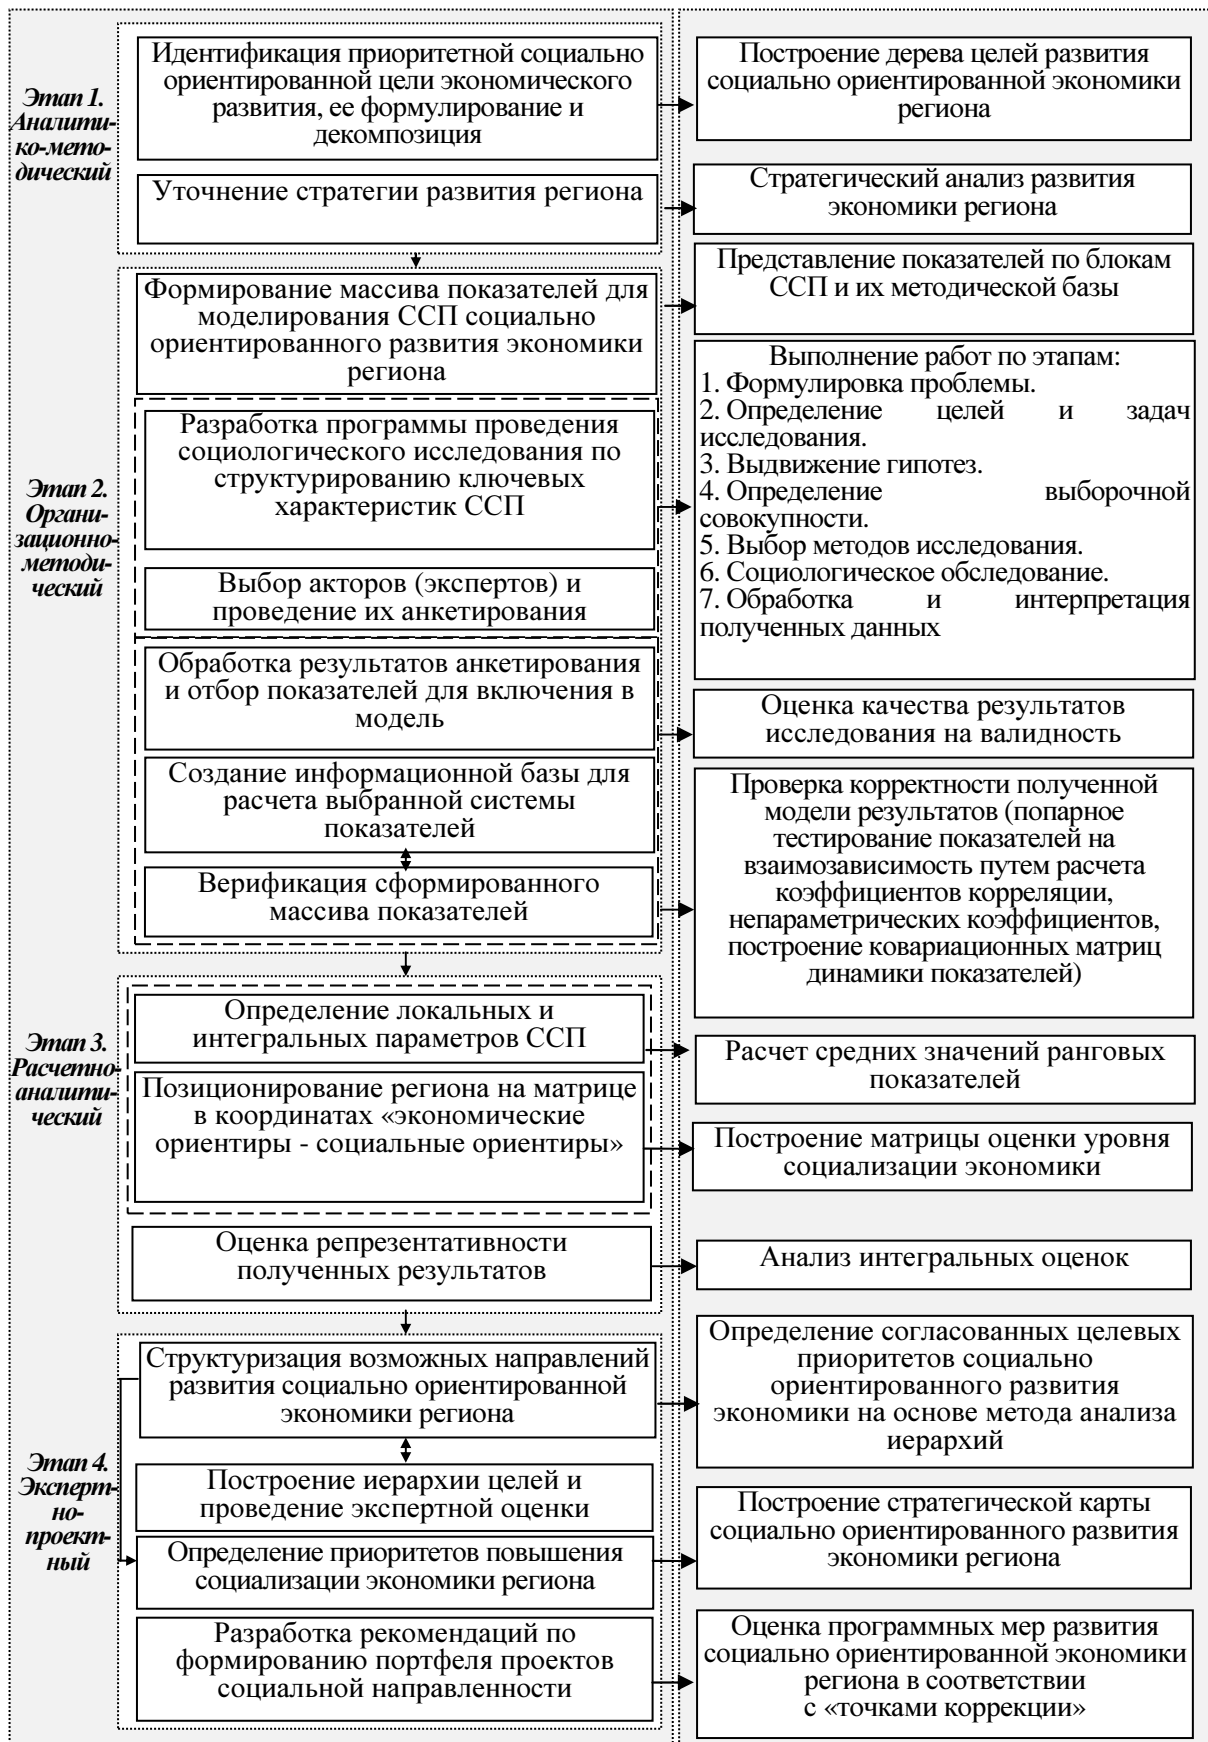 Этап 1.
Аналити-
ко-мето-
дический
Идентификация приоритетной социально
ориентированной цели экономического
развития, ее формулирование и
декомпозиция
Построение дерева целей развития
социально ориентированной экономики
региона
Уточнение стратегии развития региона
Стратегический анализ развития
экономики региона
Этап 2.
Органи-
зационно-
методи-
ческий
Формирование массива показателей для
моделирования ССП социально
ориентированного развития экономики
региона
Представление показателей по блокам
ССП и их методической базы
Разработка программы проведения
социологического исследования по
структурированию ключевых
характеристик ССП
Выбор акторов (экспертов) и
проведение их анкетирования
Выполнение работ по этапам:
1. Формулировка проблемы.
2. Определение целей и задач
исследования.
3. Выдвижение гипотез.
4. Определение выборочной
совокупности.
5. Выбор методов исследования.
6. Социологическое обследование.
7. Обработка и интерпретация
полученных данных
Обработка результатов анкетирования
и отбор показателей для включения в
модель
Оценка качества результатов
исследования на валидность
Создание информационной базы для
расчета выбранной системы
показателей
Верификация сформированного
массива показателей
Проверка корректности полученной
модели результатов (попарное
тестирование показателей на
взаимозависимость путем расчета
коэффициентов корреляции,
непараметрических коэффициентов,
построение ковариационных матриц
динамики показателей)
Этап 3.
Расчетно-
аналити-
ческий
Определение локальных и
интегральных параметров ССП
Расчет средних значений ранговых
показателей
Позиционирование региона на матрице
в координатах «экономические
ориентиры - социальные ориентиры»
Построение матрицы оценки уровня
социализации экономики
Оценка репрезентативности
полученных результатов
Анализ интегральных оценок
Этап 4.
Эксперт-
но-
проект-
ный
Структуризация возможных направлений
развития социально ориентированной
экономики региона
Определение согласованных целевых
приоритетов социально
ориентированного развития
экономики на основе метода анализа
иерархий
Построение иерархии целей и
проведение экспертной оценки
Определение приоритетов повышения
социализации экономики региона
Построение стратегической карты
социально ориентированного развития
экономики региона
Разработка рекомендаций по
формированию портфеля проектов
социальной направленности
Оценка программных мер развития
социально ориентированной экономики
региона в соответствии
с «точками коррекции»